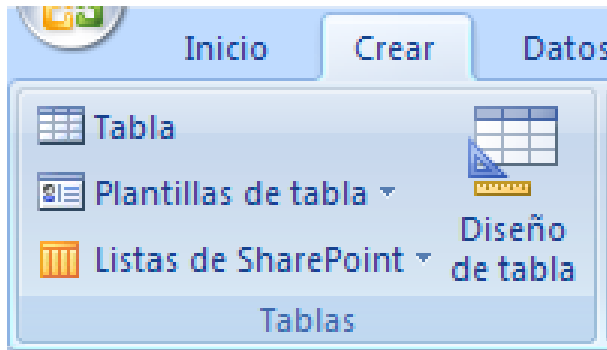 Inicio Crear Datos
Tabla
Plantillas de tabla
Listas de SharePoint
Diseño
de tabla
Tablas